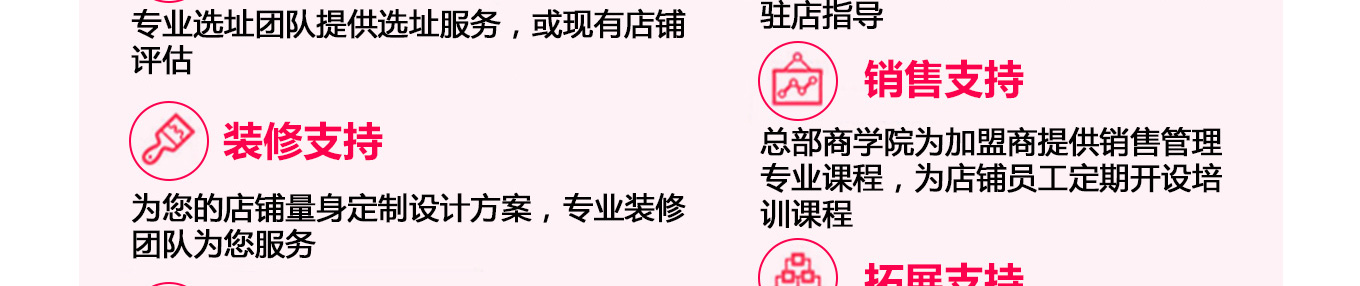 专业选址团队提供选址服务，或现有店铺
评估
装修支持
为您的店铺量身定制设计方案，专业装修
团队为您服务
驻店指导
销售支持
总部商学院为加盟商提供销售管理
专业课程，为店铺员工定期开设培
训课程
拓展支持